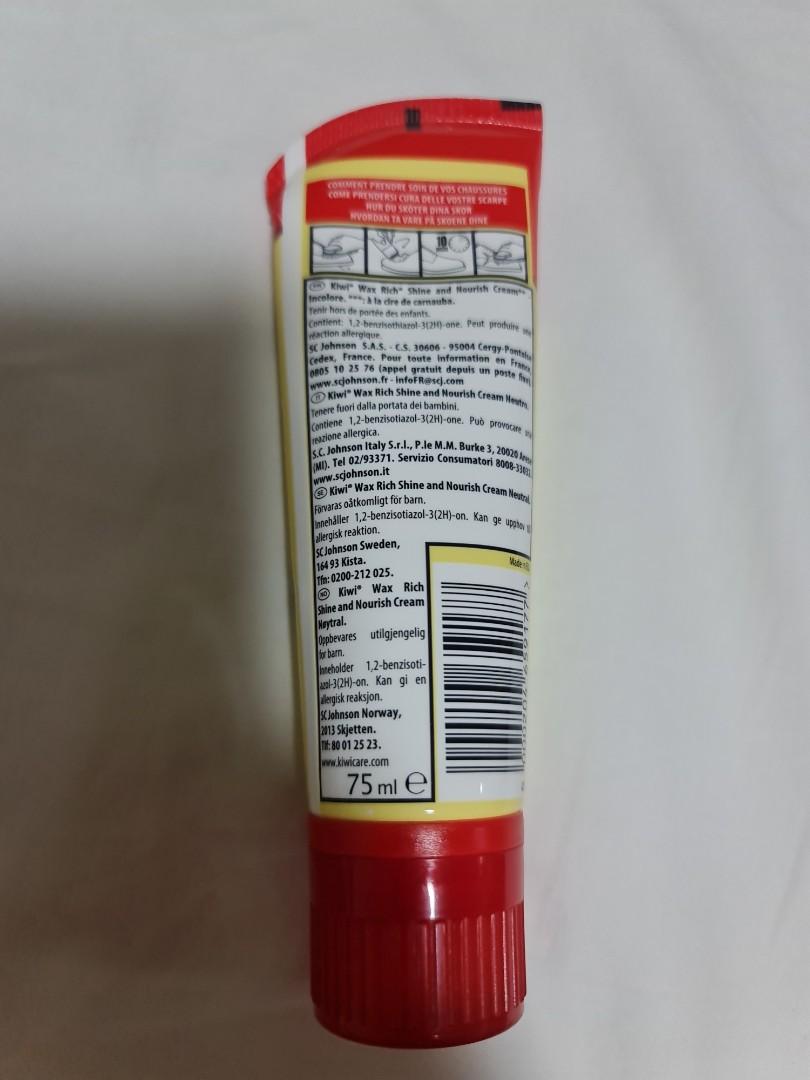 COMMENT PRENDRE SOIN DE VOS CHAUSSURES
COME PRENDERSI CURA DELLE VOSTRE SCARPE
HUR DU SKÖTER DINA SKOR
HVORDAN TA VARE PÅ SKOENE DINE
10
FR Kiwi® Wax Rich® Shine and Nourish Cream***
Incolore. ***: à la cire de carnauba.
Tenir hors de portée des enfants.
Contient: 1,2-benzisothiazol-3(2H)-one. Peut produire une
réaction allergique.
SC Johnson S.A.S. - C.S. 30606 - 95004 Cergy-Pontoise
Cedex, France. Pour toute information en France
0805 10 25 76 (appel gratuit depuis un poste fixe)
www.scjohnson.fr - infoFR@scj.com
IT Kiwi® Wax Rich Shine and Nourish Cream Neutro.
Tenere fuori dalla portata dei bambini.
Contiene 1,2-benzisotiazol-3(2H)-one. Può provocare una
reazione allergica.
S.C. Johnson Italy S.r.l., P.le M.M. Burke 3, 20020 Arese
(MI). Tel 02/93371. Servizio Consumatori
www.scjohnson.it
SE Kiwi® Wax Rich Shine and Nourish Cream Neutral.
Förvaras oåtkomligt för barn.
Innehåller 1,2-benzisotiazol-3(2H)-on. Kan ge upphov
allergisk reaktion.
SC Johnson Sweden,
164 93 Kista.
Tfn: 0200-212 025.
NO Kiwi® Wax Rich
Shine and Nourish Cream
Nøytral.
Oppbevares utilgjengelig
for barn.
Inneholder 1,2-benzisoti-
azol-3(2H)-on. Kan gi en
allergisk reaksjon.
SC Johnson Norway,
2013 Skjetten.
Tlf: 80 01 25 23.
www.kiwicare.com
75 ml e
Made